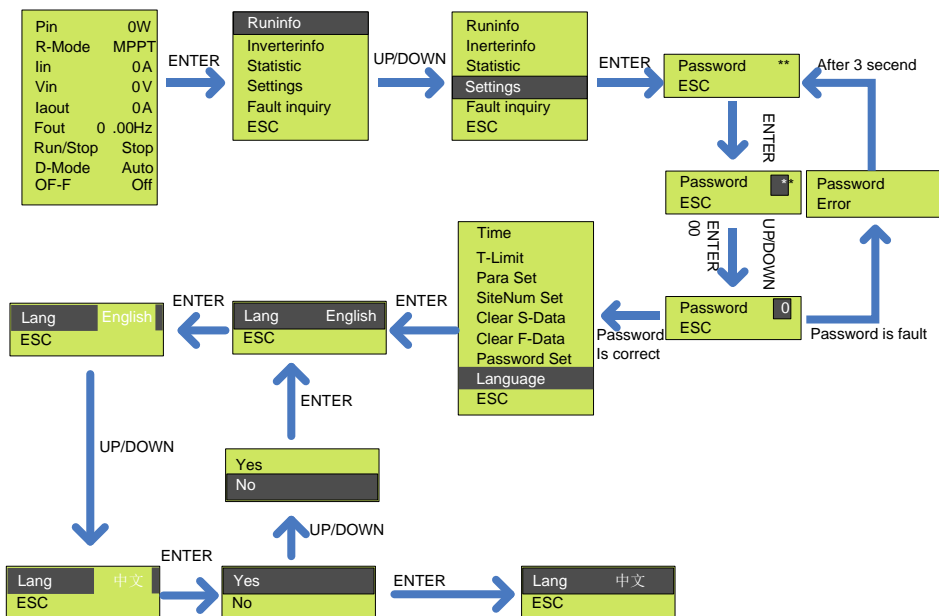 Pin 0W
R-Mode MPPT
Iin 0A
Vin 0V
Iaout 0A
Fout 0 .00Hz
Run/Stop Stop
D-Mode Auto
OF-F Off
ENTER
Runinfo
Inverterinfo
Statistic
Settings
Fault inquiry
ESC
UP/DOWN
Runinfo
Inerterinfo
Statistic
Settings
Fault inquiry
ESC
ENTER
Password **
ESC
After 3 secend
ENTER
Password **
ESC
Password
Error
UP/DOWN
ENTER
00
Password 0
ESC
Password is fault
Password
Is correct
Time
T-Limit
Para Set
SiteNum Set
Clear S-Data
Clear F-Data
Password Set
Language
ESC
ENTER
Lang English
ESC
ENTER
Lang English
ESC
UP/DOWN
ENTER
Yes
No
UP/DOWN
Lang 中文
ESC
ENTER
Yes
No
ENTER
Lang 中文
ESC